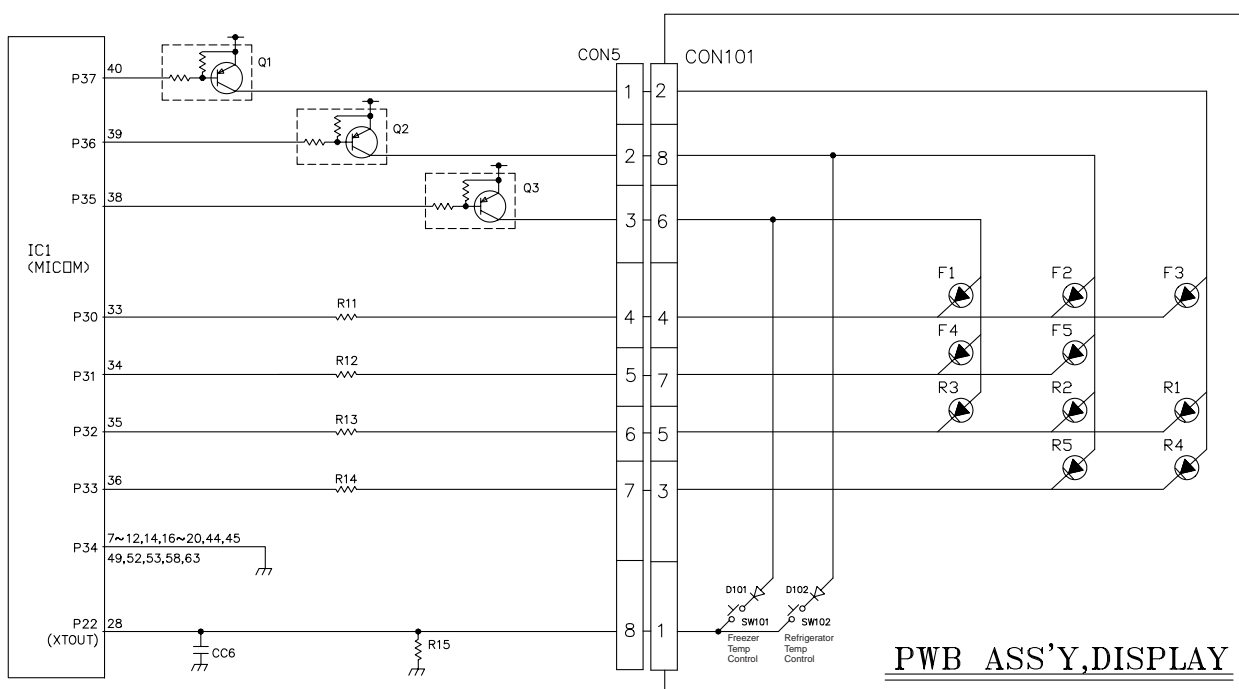 CON5
CON101
P37
40
Q1
1
2
P36
39
Q2
2
8
P35
38
Q3
3
6
IC1
(MICOM)
F1
F2
F3
P30
33
R11
4
4
F4
F5
P31
34
R12
5
7
R3
R2
R1
P32
35
R13
6
5
R5
R4
P33
36
R14
7
3
P34
7~12,14,16~20,44,45
49,52,53,58,63
D101
D102
SW101
SW102
P22
(XTOUT)
28
CC6
R15
8
1
Freezer
Temp
Control
Refrigerator
Temp
Control
PWB ASS'Y,DISPLAY